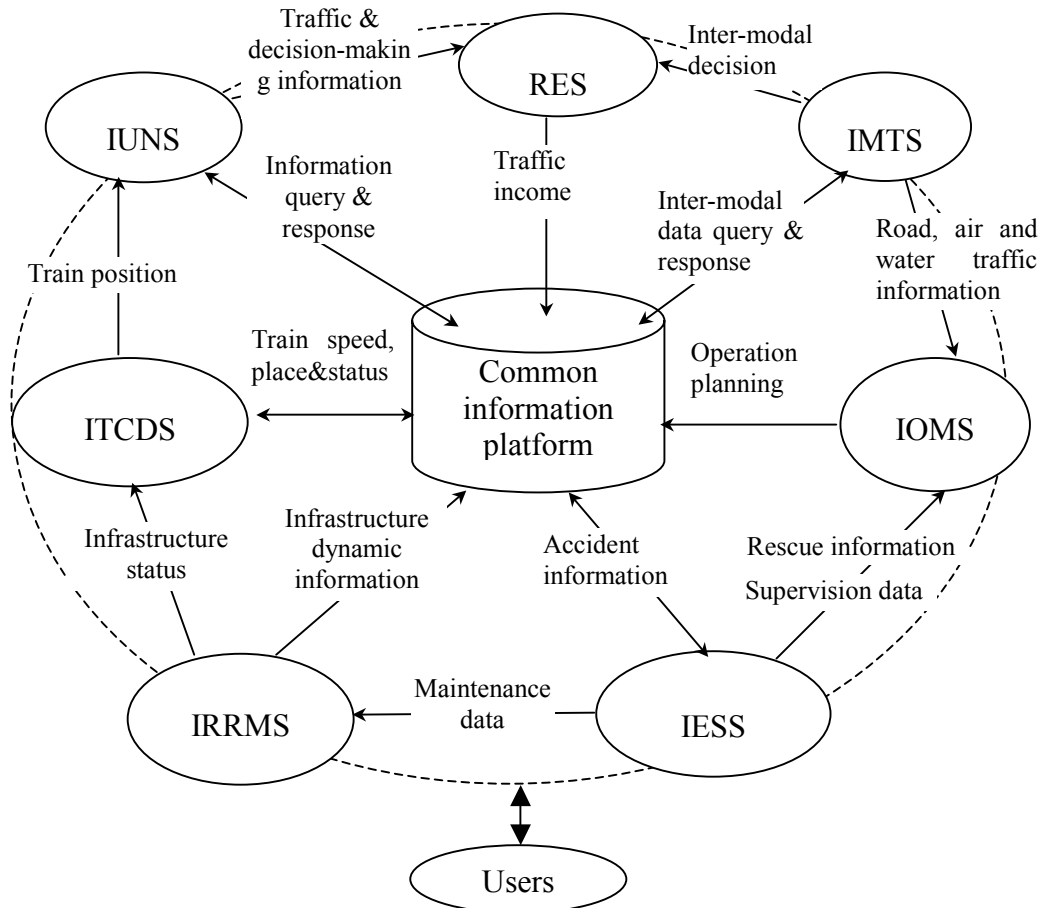 Traffic &
decision-makin
g information
RES
Inter-modal
decision
IUNS
IMTS
Information
query &
response
Traffic
income
Inter-modal
data query &
response
Road, air and
water traffic
information
Train position
Train speed,
place&status
Common
information
platform
Operation
planning
ITCDS
IOMS
Infrastructure
status
Infrastructure
dynamic
information
Accident
information
Rescue information
Supervision data
IRRMS
Maintenance
data
IESS
Users